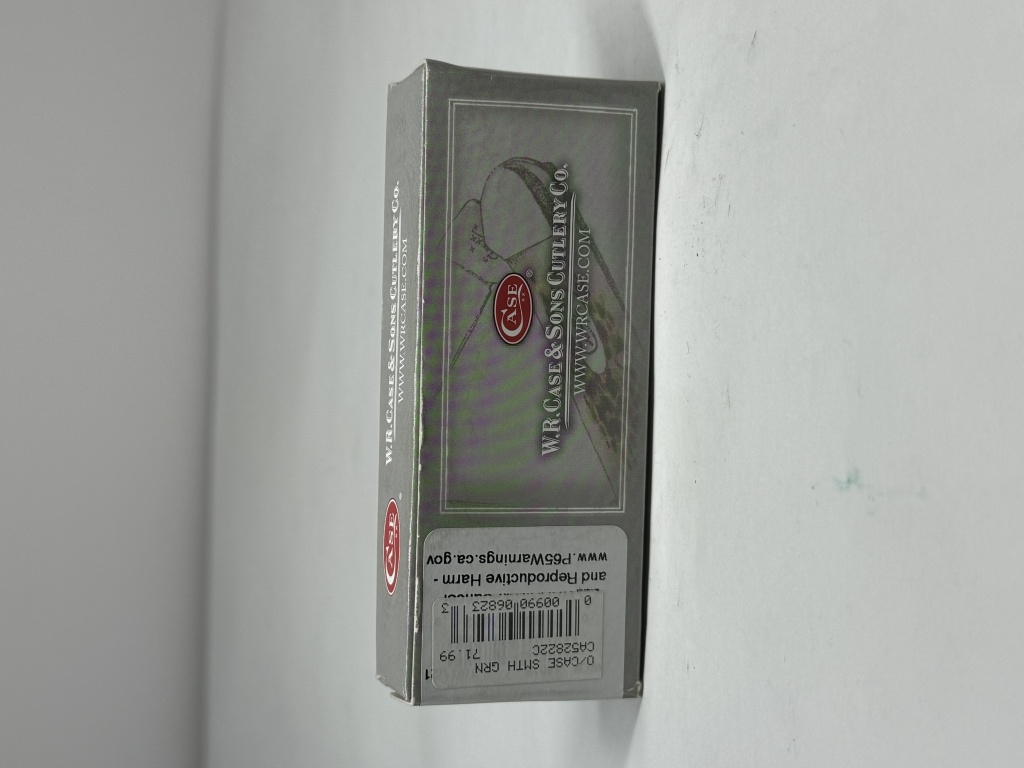 CASE
W.R. CASE & SONS CUTLERY CO.
WWW.WRCASE.COM
CASE
W.R. CASE & SONS CUTLERY CO.
WWW.WRCASE.COM
O/CASE SMTH GRN
CA52822C
71.99
0 00990 06823 3
and Reproductive Harm -
www.P65Warnings.ca.gov